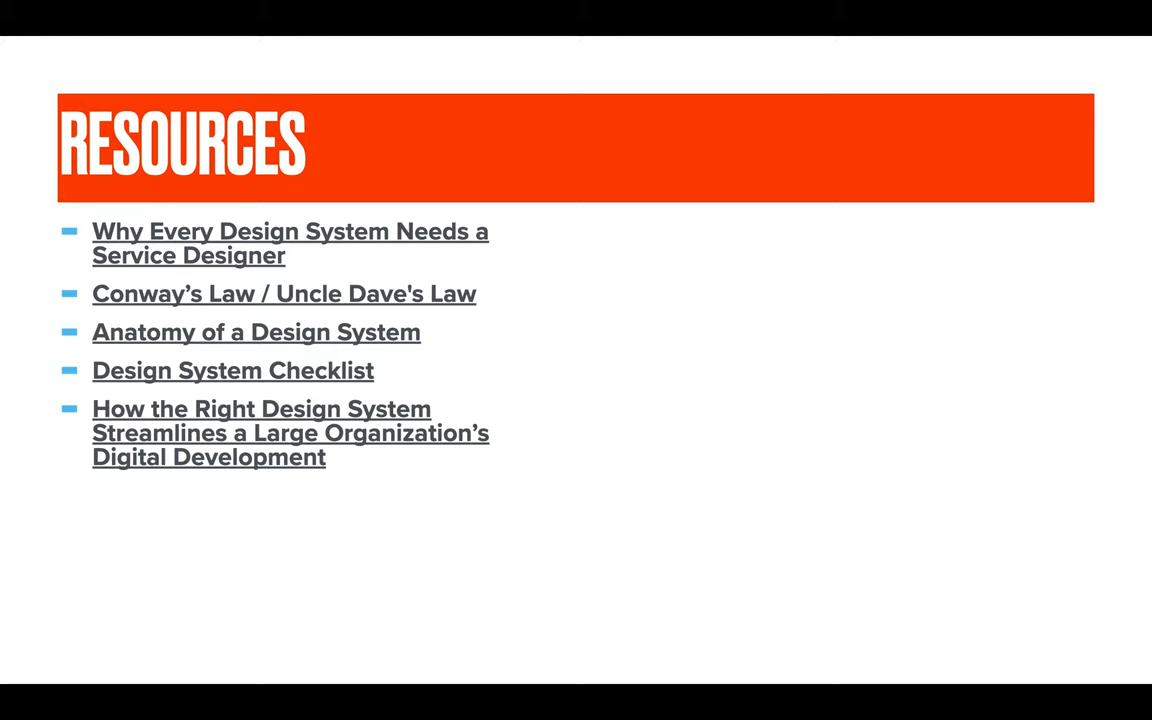 RESOURCES
Why Every Design System Needs a
Service Designer
Conway’s Law / Uncle Dave's Law
Anatomy of a Design System
Design System Checklist
How the Right Design System
Streamlines a Large Organization’s
Digital Development